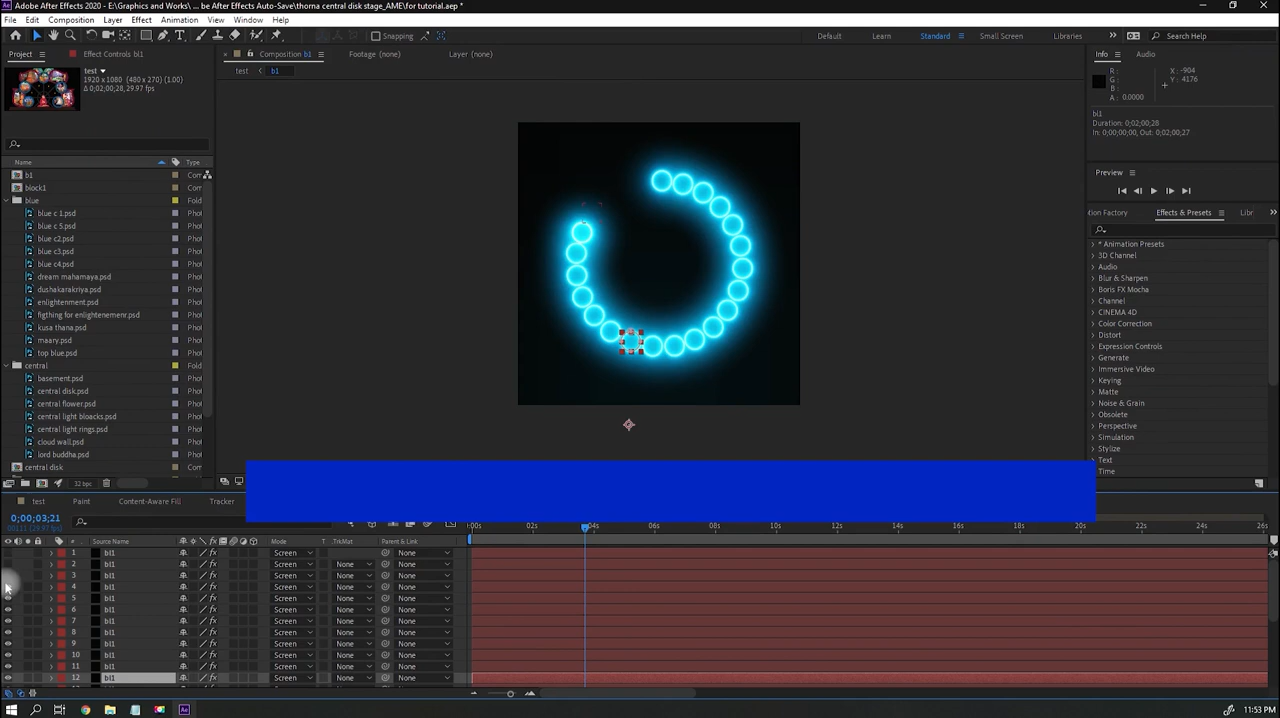 Adobe After Effects 2020 - E:\Graphics and Works\ ... be After Effects Auto-Save\thorna central disk stage_AME\for tutorial.aep *
File Edit Composition Layer Effect Animation View Window Help
Snapping Default Learn Standard Small Screen Libraries Search Help
Project Effect Controls bl1 Composition b1 Footage (none) Layer (none) Info Audio
test b1
test
1920 x 1080 (480 x 270) (1.00)
Δ 0;02;00;28, 29.97 fps
R:
G:
B:
A: 0.0000
X: -904
Y: 4176
bl1
Duration: 0;02;00;28
In: 0;00;00;00, Out: 0;02;00;27
Preview
Name Type
b1
block1
blue
blue c 1.psd
blue c 5.psd
blue c2.psd
blue c3.psd
blue c4.psd
dream mahamaya.psd
dushakarakriya.psd
enlightenment.psd
figthing for enlightenemenr.psd
kusa thana.psd
maary.psd
top blue.psd
central
basement.psd
central disk.psd
central flower.psd
central light bloacks.psd
central light rings.psd
cloud wall.psd
lord buddha.psd
central disk
32 bpc
Effects & Presets Libr
* Animation Presets
3D Channel
Audio
Blur & Sharpen
Boris FX Mocha
Channel
CINEMA 4D
Color Correction
Distort
Expression Controls
Generate
Immersive Video
Keying
Matte
Noise & Grain
Obsolete
Perspective
Simulation
Stylize
Text
Time
test Paint Content-Aware Fill Tracker
0;00;03;21
00111 (29.97 fps)
:00s 02s 04s 06s 08s 10s 12s 14s 16s 18s 20s 22s 24s 26s
# Source Name Mode T .TrkMat Parent & Link
1 bl1 Screen None
2 bl1 Screen None None
3 bl1 Screen None None
4 bl1 Screen None None
5 bl1 Screen None None
6 bl1 Screen None None
7 bl1 Screen None None
8 bl1 Screen None None
9 bl1 Screen None None
10 bl1 Screen None None
11 bl1 Screen None None
12 bl1 Screen None None
11:53 PM